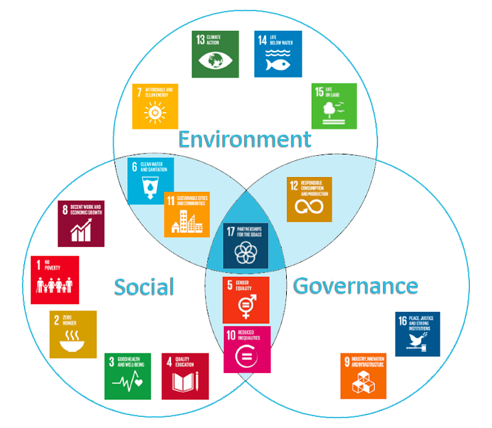 13 CLIMATE
ACTION
14 LIFE
BELOW WATER
7 AFFORDABLE AND
CLEAN ENERGY
15 LIFE
ON LAND
Environment
6 CLEAN WATER
AND SANITATION
12 RESPONSIBLE
CONSUMPTION
AND PRODUCTION
11 SUSTAINABLE CITIES
AND COMMUNITIES
8 DECENT WORK AND
ECONOMIC GROWTH
17 PARTNERSHIPS
FOR THE GOALS
1 NO
POVERTY
Social
5 GENDER
EQUALITY
Governance
2 ZERO
HUNGER
16 PEACE, JUSTICE
AND STRONG
INSTITUTIONS
10 REDUCED
INEQUALITIES
3 GOOD HEALTH
AND WELL-BEING
4 QUALITY
EDUCATION
9 INDUSTRY, INNOVATION
AND INFRASTRUCTURE